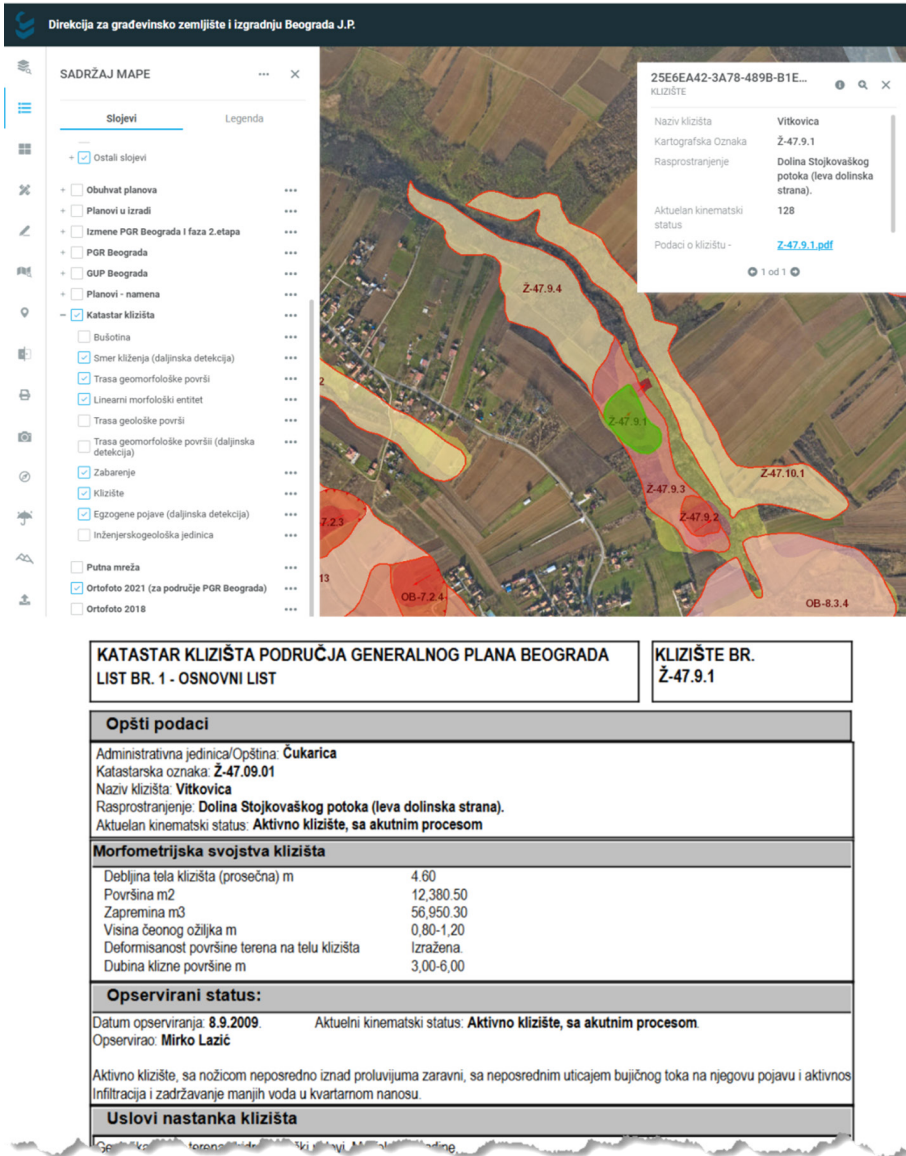 Direkcija za građevinsko zemljište i izgradnju Beograda J.P.
SADRŽAJ MAPE
Slojevi Legenda
Ostali slojevi
Obuhvat planova
Planovi u izradi
Izmene PGR Beograda I faza 2.etapa
PGR Beograda
GUP Beograda
Planovi - namena
Katastar klizišta
Bušotina
Smer kliženja (daljinska detekcija)
Trasa geomorfološke površi
Linearni morfološki entitet
Trasa geološke površi
Trasa geomorfološke površii (daljinska
detekcija)
Zabarenje
Klizište
Egzogene pojave (daljinska detekcija)
Inženjerskogeološka jedinica
Putna mreža
Ortofoto 2021 (za područje PGR Beograda)
Ortofoto 2018
25E6EA42-3A78-489B-B1E...
KLIZIŠTE
Naziv klizišta Vitkovica
Kartografska Oznaka Ž-47.9.1
Rasprostranjenje Dolina Stojkovaškog
potoka (leva dolinska
strana).
Aktuelan kinematski 128
status
Podaci o klizištu - Z-47.9.1.pdf
1 od 1
Ž-47.9.4
2
Ž-47.9.1
Ž-47.10.1
Ž-47.9.3
Ž-47.9.2
7.2.3
13
OB-7.2.4
OB-8.3.4
KATASTAR KLIZIŠTA PODRUČJA GENERALNOG PLANA BEOGRADA
LIST BR. 1 - OSNOVNI LIST
KLIZIŠTE BR.
Ž-47.9.1
Opšti podaci
Administrativna jedinica/Opština: Čukarica
Katastarska oznaka: Ž-47.09.01
Naziv klizišta: Vitkovica
Rasprostranjenje: Dolina Stojkovaškog potoka (leva dolinska strana).
Aktuelan kinematski status: Aktivno klizište, sa akutnim procesom
Morfometrijska svojstva klizišta
Debljina tela klizišta (prosečna) m 4.60
Površina m2 12,380.50
Zapremina m3 56,950.30
Visina čeonog ožiljka m 0,80-1,20
Deformisanost površine terena na telu klizišta Izražena.
Dubina klizne površine m 3,00-6,00
Opservirani status:
Datum opserviranja: 8.9.2009. Aktuelni kinematski status: Aktivno klizište, sa akutnim procesom.
Opservirao: Mirko Lazić
Aktivno klizište, sa nožicom neposredno iznad proluvijuma zaravni, sa neposrednim uticajem bujičnog toka na njegovu pojavu i aktivnos
Infiltracija i zadržavanje manjih voda u kvartarnom nanosu.
Uslovi nastanka klizišta